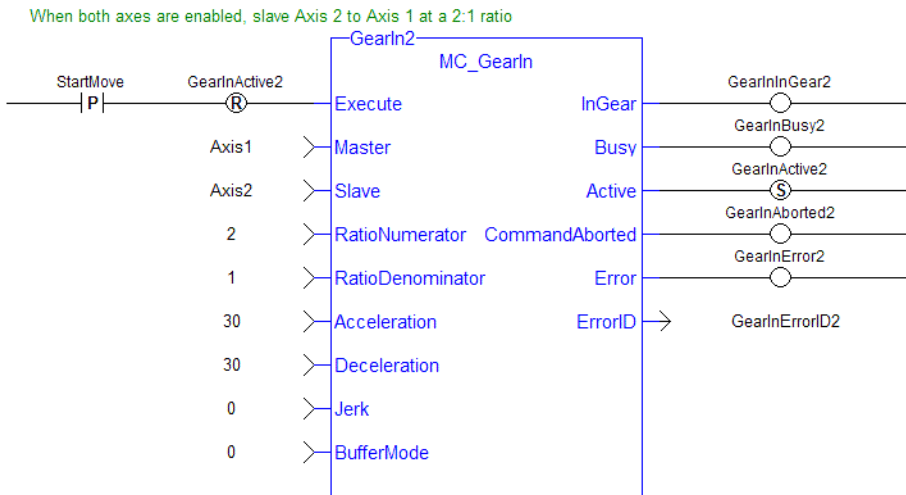 When both axes are enabled, slave Axis 2 to Axis 1 at a 2:1 ratio
GearIn2
MC_GearIn
StartMove GearInActive2 GearInInGear2
P R Execute InGear
GearInBusy2
Axis1 Master Busy
GearInActive2
Axis2 Slave Active S
GearInAborted2
2 RatioNumerator CommandAborted
GearInError2
1 RatioDenominator Error
30 Acceleration ErrorID GearInErrorID2
30 Deceleration
0 Jerk
0 BufferMode